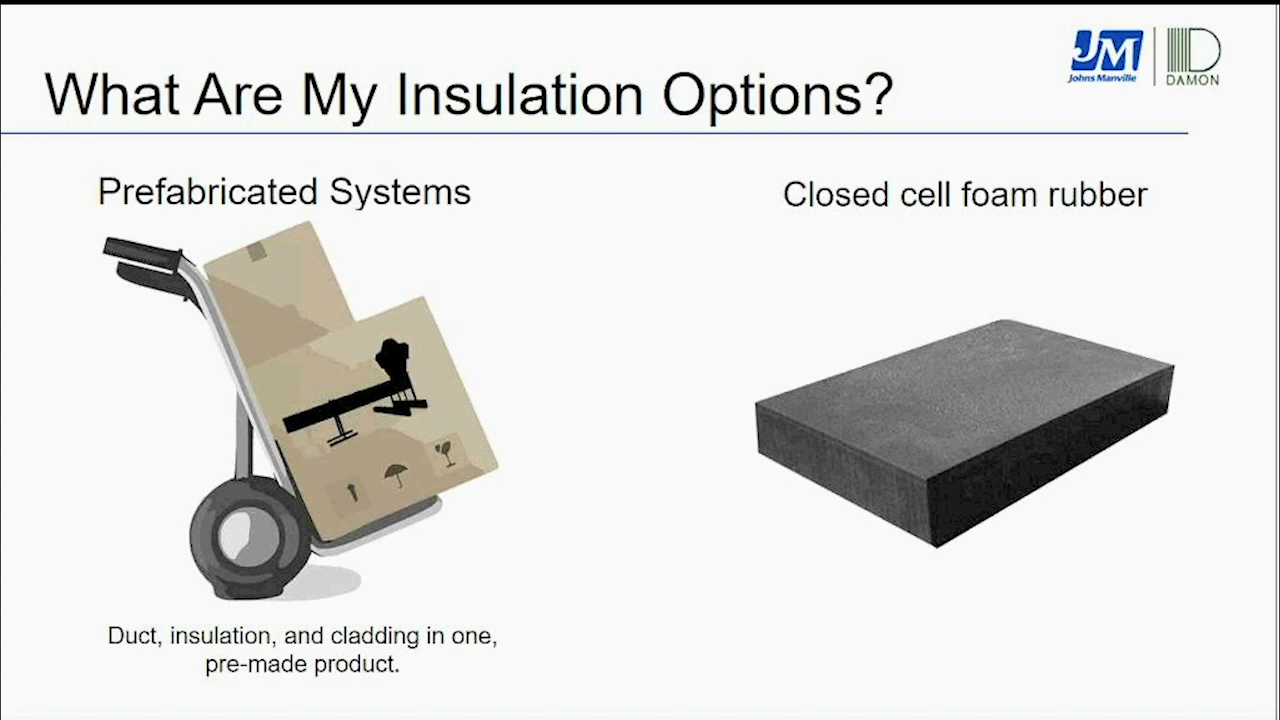 JM
Johns Manville
D
DAMON
What Are My Insulation Options?
Prefabricated Systems
Closed cell foam rubber
Duct, insulation, and cladding in one,
pre-made product.